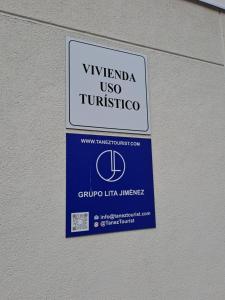 VIVIENDA
USO
TURÍSTICO
WWW.TANEZTOURIST.COM
GRUPO LITA JIMÉNEZ
info@taneztourist.com
@TanezTourist